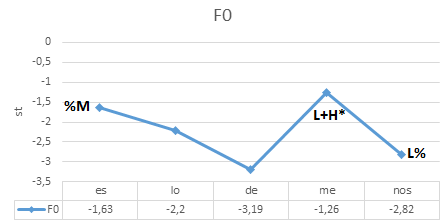 F0
0
-0,5
-1
-1,5
-2
-2,5
-3
-3,5
st
%M
L+H*
L%
es lo de me nos
F0 -1,63 -2,2 -3,19 -1,26 -2,82